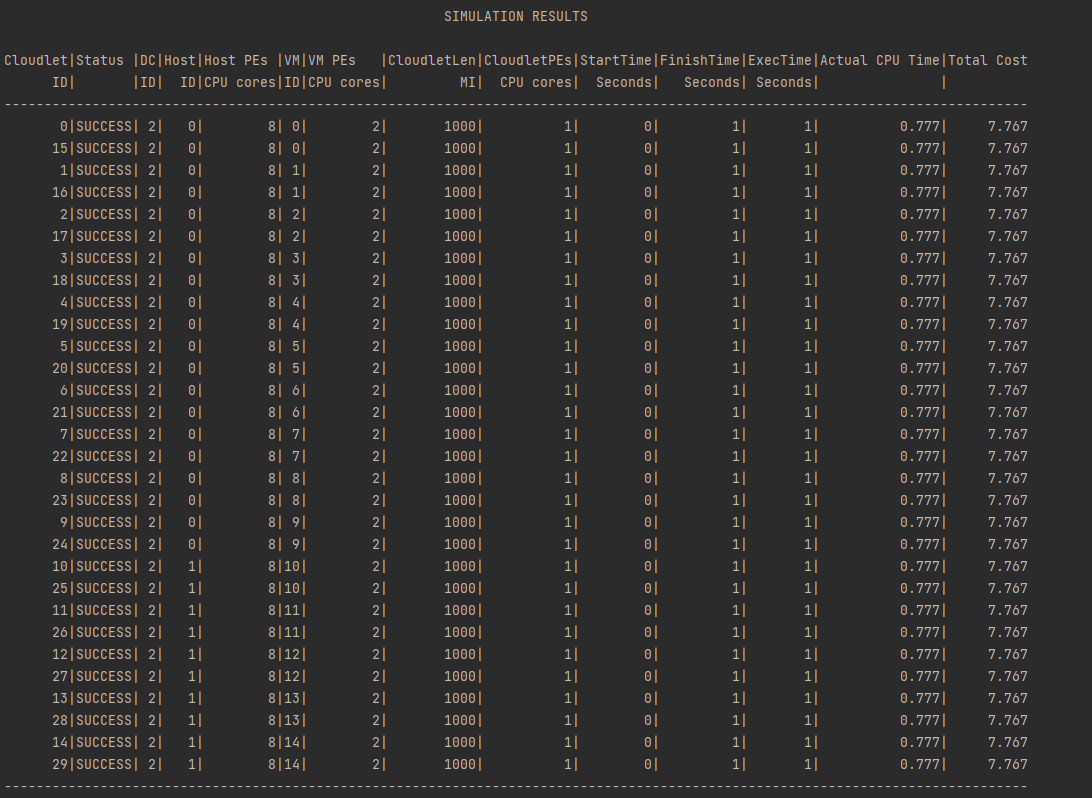 SIMULATION RESULTS
Cloudlet|Status |DC|Host|Host PEs |VM|VM PEs   |CloudletLen|CloudletPEs|StartTime|FinishTime|ExecTime|Actual CPU Time|Total Cost
      ID|       |ID|  ID|CPU cores|ID|CPU cores|         MI|  CPU cores|  Seconds|   Seconds| Seconds|               |
--------------------------------------------------------------------------------------------------------------------------------
       0|SUCCESS| 2|   0|        8| 0|        2|       1000|          1|        0|         1|       1|          0.777|     7.767
      15|SUCCESS| 2|   0|        8| 0|        2|       1000|          1|        0|         1|       1|          0.777|     7.767
       1|SUCCESS| 2|   0|        8| 1|        2|       1000|          1|        0|         1|       1|          0.777|     7.767
      16|SUCCESS| 2|   0|        8| 1|        2|       1000|          1|        0|         1|       1|          0.777|     7.767
       2|SUCCESS| 2|   0|        8| 2|        2|       1000|          1|        0|         1|       1|          0.777|     7.767
      17|SUCCESS| 2|   0|        8| 2|        2|       1000|          1|        0|         1|       1|          0.777|     7.767
       3|SUCCESS| 2|   0|        8| 3|        2|       1000|          1|        0|         1|       1|          0.777|     7.767
      18|SUCCESS| 2|   0|        8| 3|        2|       1000|          1|        0|         1|       1|          0.777|     7.767
       4|SUCCESS| 2|   0|        8| 4|        2|       1000|          1|        0|         1|       1|          0.777|     7.767
      19|SUCCESS| 2|   0|        8| 4|        2|       1000|          1|        0|         1|       1|          0.777|     7.767
       5|SUCCESS| 2|   0|        8| 5|        2|       1000|          1|        0|         1|       1|          0.777|     7.767
      20|SUCCESS| 2|   0|        8| 5|        2|       1000|          1|        0|         1|       1|          0.777|     7.767
       6|SUCCESS| 2|   0|        8| 6|        2|       1000|          1|        0|         1|       1|          0.777|     7.767
      21|SUCCESS| 2|   0|        8| 6|        2|       1000|          1|        0|         1|       1|          0.777|     7.767
       7|SUCCESS| 2|   0|        8| 7|        2|       1000|          1|        0|         1|       1|          0.777|     7.767
      22|SUCCESS| 2|   0|        8| 7|        2|       1000|          1|        0|         1|       1|          0.777|     7.767
       8|SUCCESS| 2|   0|        8| 8|        2|       1000|          1|        0|         1|       1|          0.777|     7.767
      23|SUCCESS| 2|   0|        8| 8|        2|       1000|          1|        0|         1|       1|          0.777|     7.767
       9|SUCCESS| 2|   0|        8| 9|        2|       1000|          1|        0|         1|       1|          0.777|     7.767
      24|SUCCESS| 2|   0|        8| 9|        2|       1000|          1|        0|         1|       1|          0.777|     7.767
      10|SUCCESS| 2|   1|        8|10|        2|       1000|          1|        0|         1|       1|          0.777|     7.767
      25|SUCCESS| 2|   1|        8|10|        2|       1000|          1|        0|         1|       1|          0.777|     7.767
      11|SUCCESS| 2|   1|        8|11|        2|       1000|          1|        0|         1|       1|          0.777|     7.767
      26|SUCCESS| 2|   1|        8|11|        2|       1000|          1|        0|         1|       1|          0.777|     7.767
      12|SUCCESS| 2|   1|        8|12|        2|       1000|          1|        0|         1|       1|          0.777|     7.767
      27|SUCCESS| 2|   1|        8|12|        2|       1000|          1|        0|         1|       1|          0.777|     7.767
      13|SUCCESS| 2|   1|        8|13|        2|       1000|          1|        0|         1|       1|          0.777|     7.767
      28|SUCCESS| 2|   1|        8|13|        2|       1000|          1|        0|         1|       1|          0.777|     7.767
      14|SUCCESS| 2|   1|        8|14|        2|       1000|          1|        0|         1|       1|          0.777|     7.767
      29|SUCCESS| 2|   1|        8|14|        2|       1000|          1|        0|         1|       1|          0.777|     7.767
--------------------------------------------------------------------------------------------------------------------------------